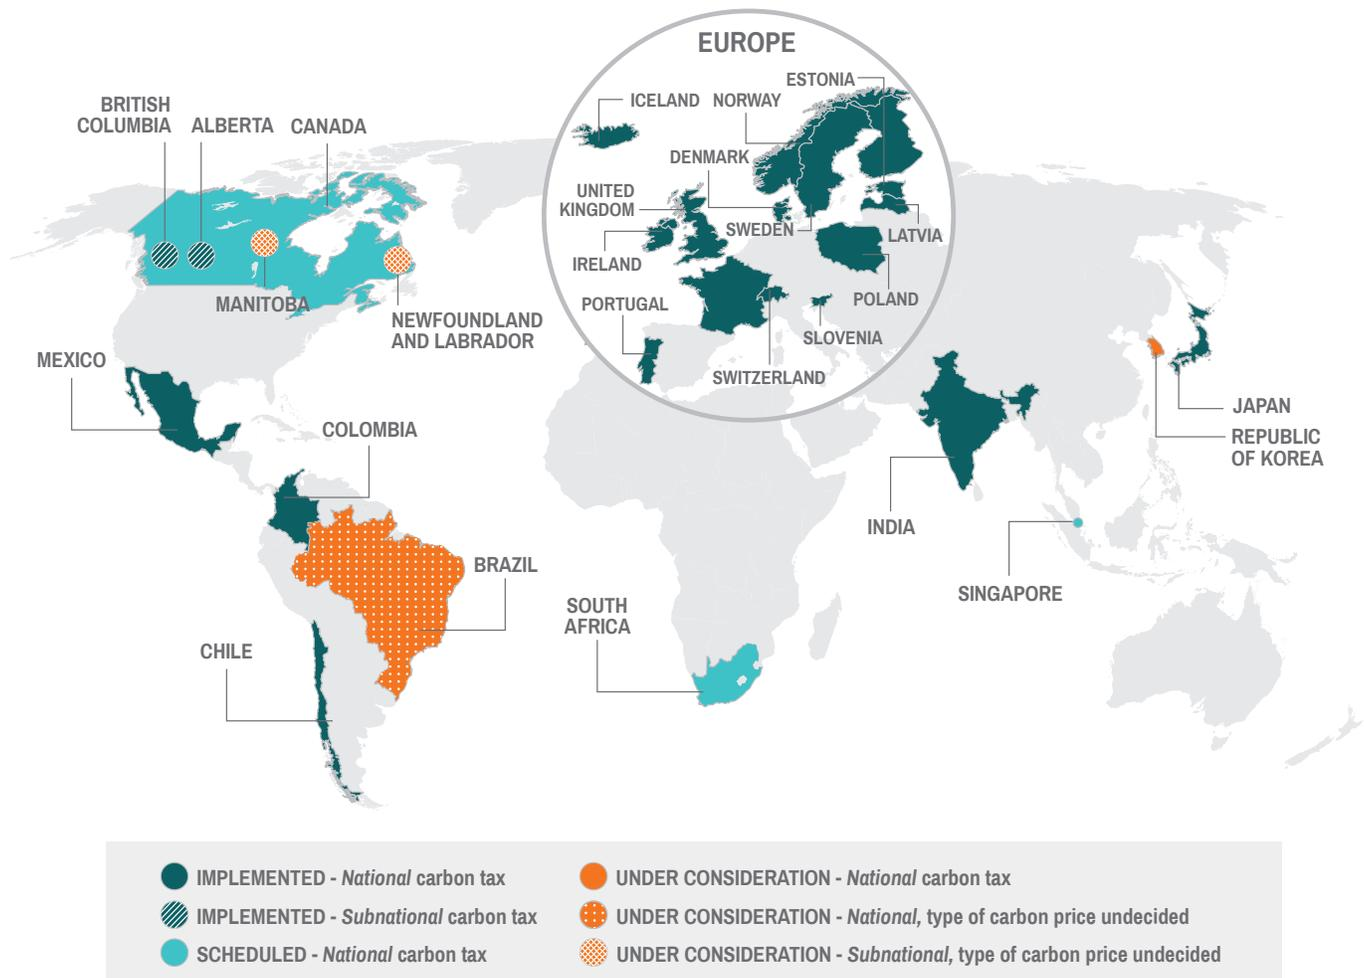 EUROPE
ESTONIA
ICELAND
NORWAY
BRITISH
COLUMBIA
ALBERTA
CANADA
DENMARK
UNITED
KINGDOM
SWEDEN
LATVIA
IRELAND
MANITOBA
NEWFOUNDLAND
AND LABRADOR
PORTUGAL
POLAND
SLOVENIA
SWITZERLAND
MEXICO
COLOMBIA
JAPAN
REPUBLIC
OF KOREA
INDIA
BRAZIL
SINGAPORE
SOUTH
AFRICA
CHILE
IMPLEMENTED - National carbon tax
IMPLEMENTED - Subnational carbon tax
SCHEDULED - National carbon tax
UNDER CONSIDERATION - National carbon tax
UNDER CONSIDERATION - National, type of carbon price undecided
UNDER CONSIDERATION - Subnational, type of carbon price undecided